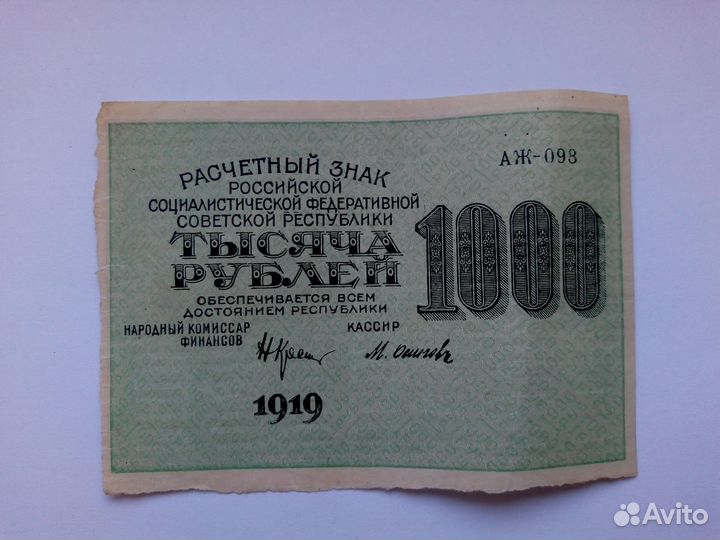 АЖ-093
РАСЧЕТНЫЙ ЗНАК
РОССИЙСКОЙ
СОЦИАЛИСТИЧЕСКОЙ ФЕДЕРАТИВНОЙ
СОВЕТСКОЙ РЕСПУБЛИКИ
ТЫСЯЧА
РУБЛЕЙ
1000
ОБЕСПЕЧИВАЕТСЯ ВСЕМ
ДОСТОЯНИЕМ РЕСПУБЛИКИ
НАРОДНЫЙ КОМИССАР
ФИНАНСОВ
КАССИР
1919
Avito